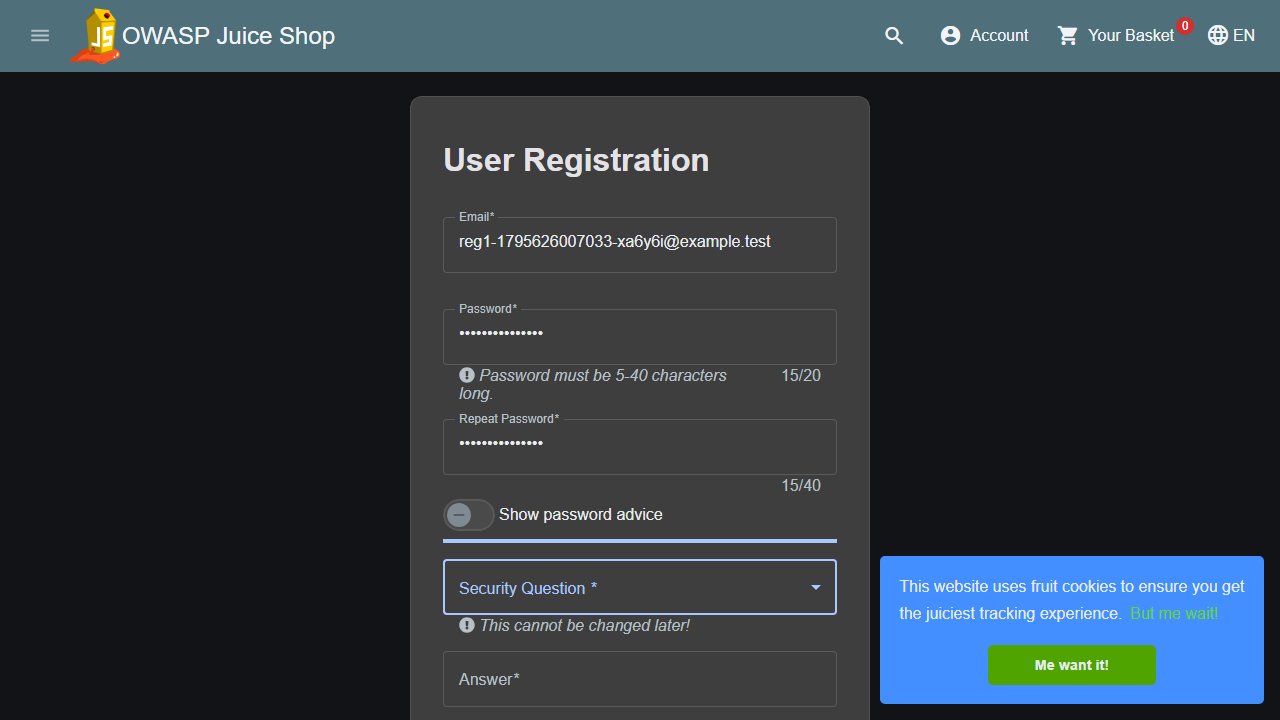 OWASP Juice Shop
Account
Your Basket
0
EN
User Registration
Email*
reg1-1795626007033-xa6y6i@example.test
Password*
•••••••••••••••
Password must be 5-40 characters long.
15/20
Repeat Password*
•••••••••••••••
15/40
Show password advice
Security Question *
This cannot be changed later!
Answer*
This website uses fruit cookies to ensure you get
the juiciest tracking experience. But me wait!
Me want it!